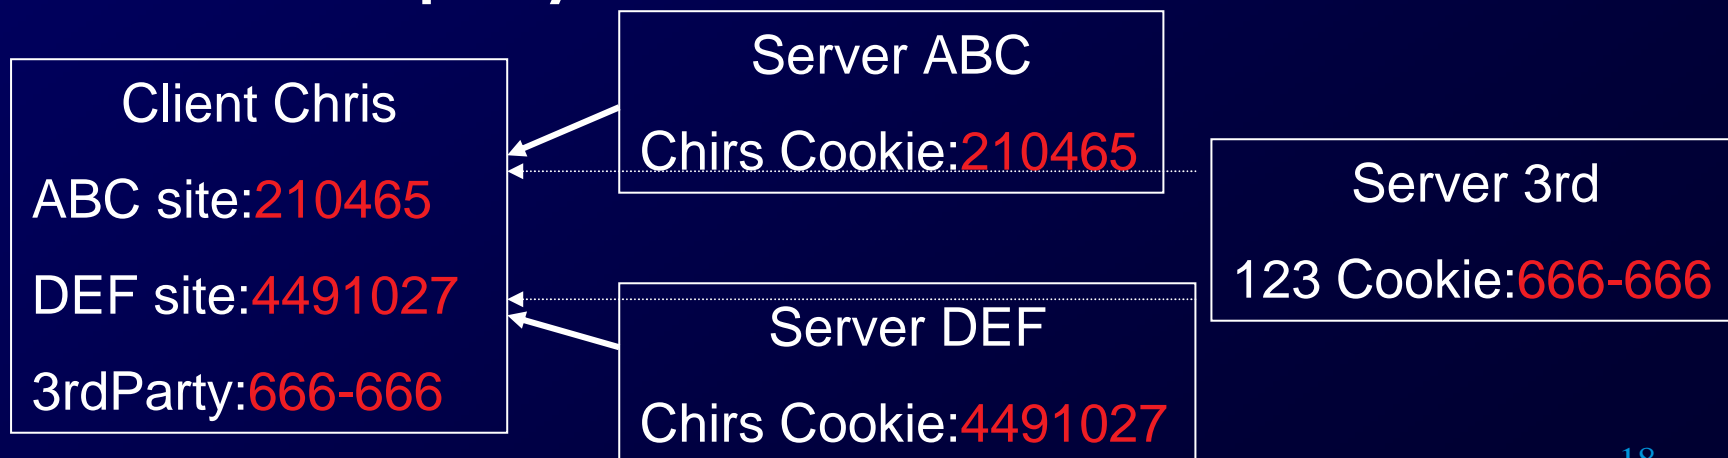 Client Chris
ABC site:210465
DEF site:4491027
3rdParty:666-666
Server ABC
Chirs Cookie:210465
Server DEF
Chirs Cookie:4491027
Server 3rd
123 Cookie:666-666